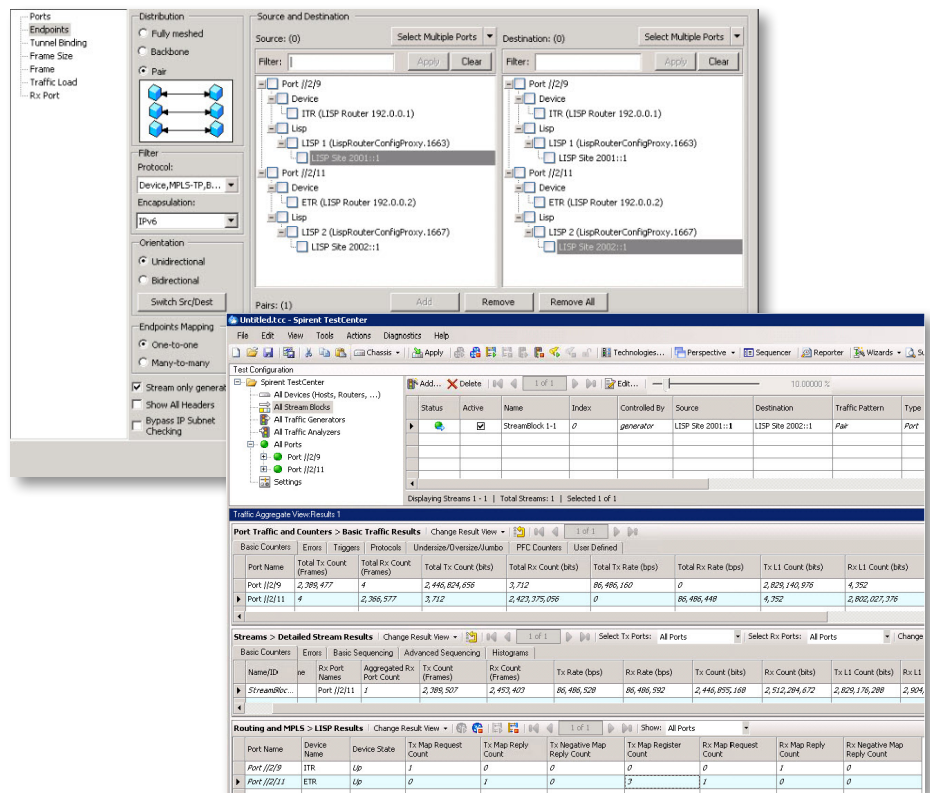 Ports
Endpoints
Tunnel Binding
Frame Size
Frame
Traffic Load
Rx Port
Distribution
Fully meshed
Backbone
Pair
Filter
Protocol:
Device,MPLS-TP,B...
Encapsulation:
IPv6
Orientation
Unidirectional
Bidirectional
Switch Src/Dest
Endpoints Mapping
One-to-one
Many-to-many
Stream only generat
Show All Headers
Bypass IP Subnet
Checking
Source and Destination
Source: (0) Select Multiple Ports
Filter: Apply Clear
Port //2/9
Device
ITR (LISP Router 192.0.0.1)
Lisp
LISP 1 (LispRouterConfigProxy.1663)
LISP Site 2001::1
Port //2/11
Device
ETR (LISP Router 192.0.0.2)
Lisp
LISP 2 (LispRouterConfigProxy.1667)
LISP Site 2002::1
Destination: (0) Select Multiple Ports
Filter: Apply Clear
Port //2/9
Device
ITR (LISP Router 192.0.0.1)
Lisp
LISP 1 (LispRouterConfigProxy.1663)
LISP Site 2001::1
Port //2/11
Device
ETR (LISP Router 192.0.0.2)
Lisp
LISP 2 (LispRouterConfigProxy.1667)
LISP Site 2002::1
Pairs: (1) Add Remove Remove All
Untitled.tcc - Spirent TestCenter
File Edit View Tools Actions Diagnostics Help
Chassis Apply Technologies... Perspective Sequencer Reporter Wizards Su
Test Configuration
Spirent TestCenter
All Devices (Hosts, Routers, ...)
All Stream Blocks
All Traffic Generators
All Traffic Analyzers
All Ports
Port //2/9
Port //2/11
Settings
Add... Delete 1 of 1 Edit... 10.00000 %
Status Active Name Index Controlled By Source Destination Traffic Pattern Type
StreamBlock 1-1 0 generator LISP Site 2001::1 LISP Site 2002::1 Pair Port
Displaying Streams 1 - 1 | Total Streams: 1 | Selected 1 of 1
Traffic Aggregate View:Results 1
Port Traffic and Counters > Basic Traffic Results Change Result View 1 of 1
Basic Counters Errors Triggers Protocols Undersize/Oversize/Jumbo PFC Counters User Defined
Port Name Total Tx Count (Frames) Total Rx Count (Frames) Total Tx Count (bits) Total Rx Count (bits) Total Tx Rate (bps) Total Rx Rate (bps) Tx L1 Count (bits) Rx L1 Count (bits)
Port //2/9 2,389,477 4 2,446,824,656 3,712 86,486,160 0 2,829,140,976 4,352
Port //2/11 4 2,366,577 3,712 2,423,375,056 0 86,486,448 4,352 2,802,027,376
Streams > Detailed Stream Results Change Result View 1 of 1 Select Tx Ports: All Ports Select Rx Ports: All Ports Change
Basic Counters Errors Basic Sequencing Advanced Sequencing Histograms
Name/ID me Rx Port Names Aggregated Rx Port Count Tx Count (Frames) Rx Count (Frames) Tx Rate (bps) Rx Rate (bps) Tx Count (bits) Rx Count (bits) Tx L1 Count (bits) Rx L1
StreamBloc... Port //2/11 1 2,389,507 2,453,403 86,486,528 86,486,592 2,446,855,168 2,512,284,672 2,829,176,288 2,904,
Routing and MPLS > LISP Results Change Result View 1 of 1 Show: All Ports
Port Name Device Name Device State Tx Map Request Count Tx Map Reply Count Tx Negative Map Reply Count Tx Map Register Count Rx Map Request Count Rx Map Reply Count Rx Negative Map Reply Count
Port //2/9 ITR Up 1 0 0 0 0 1 0
Port //2/11 ETR Up 0 1 0 3 1 0 0